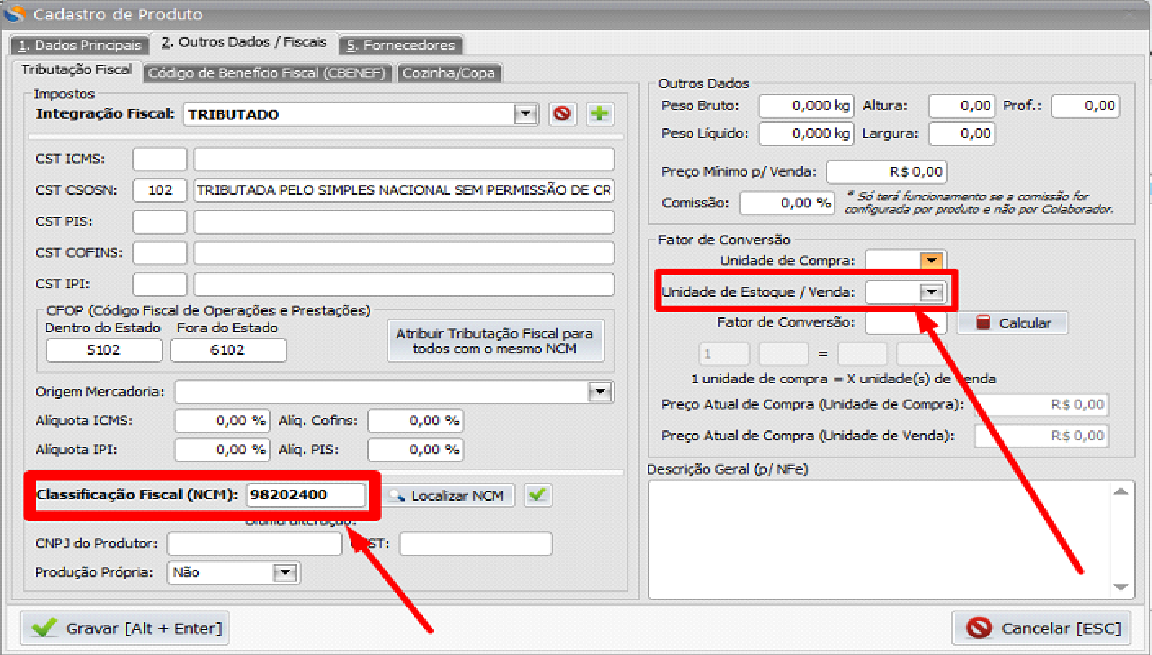 Cadastro de Produto
1. Dados Principais
2. Outros Dados / Fiscais
5. Fornecedores
Tributação Fiscal
Código de Benefício Fiscal (CBENEF)
Cozinha/Copa
Impostos
Integração Fiscal: TRIBUTADO
CST ICMS:
CST CSOSN: 102 TRIBUTADA PELO SIMPLES NACIONAL SEM PERMISSÃO DE CR
CST PIS:
CST COFINS:
CST IPI:
CFOP (Código Fiscal de Operações e Prestações)
Dentro do Estado Fora do Estado
5102 6102
Atribuir Tributação Fiscal para
todos com o mesmo NCM
Origem Mercadoria:
Alíquota ICMS: 0,00 % Alíq. Cofins: 0,00 %
Alíquota IPI: 0,00 % Alíq. PIS: 0,00 %
Classificação Fiscal (NCM): 98202400 Localizar NCM
CNPJ do Produtor: ST:
Produção Própria: Não
Outros Dados
Peso Bruto: 0,000 kg Altura: 0,00 Prof.: 0,00
Peso Líquido: 0,000 kg Largura: 0,00
Preço Mínimo p/ Venda: R$ 0,00
Comissão: 0,00 %
* Só terá funcionamento se a comissão for
configurada por produto e não por Colaborador.
Fator de Conversão
Unidade de Compra:
Unidade de Estoque / Venda:
Fator de Conversão: Calcular
1 =
1 unidade de compra = X unidade(s) de venda
Preço Atual de Compra (Unidade de Compra): R$ 0,00
Preço Atual de Compra (Unidade de Venda): R$ 0,00
Descrição Geral (p/ NFe)
Gravar [Alt + Enter]
Cancelar [ESC]